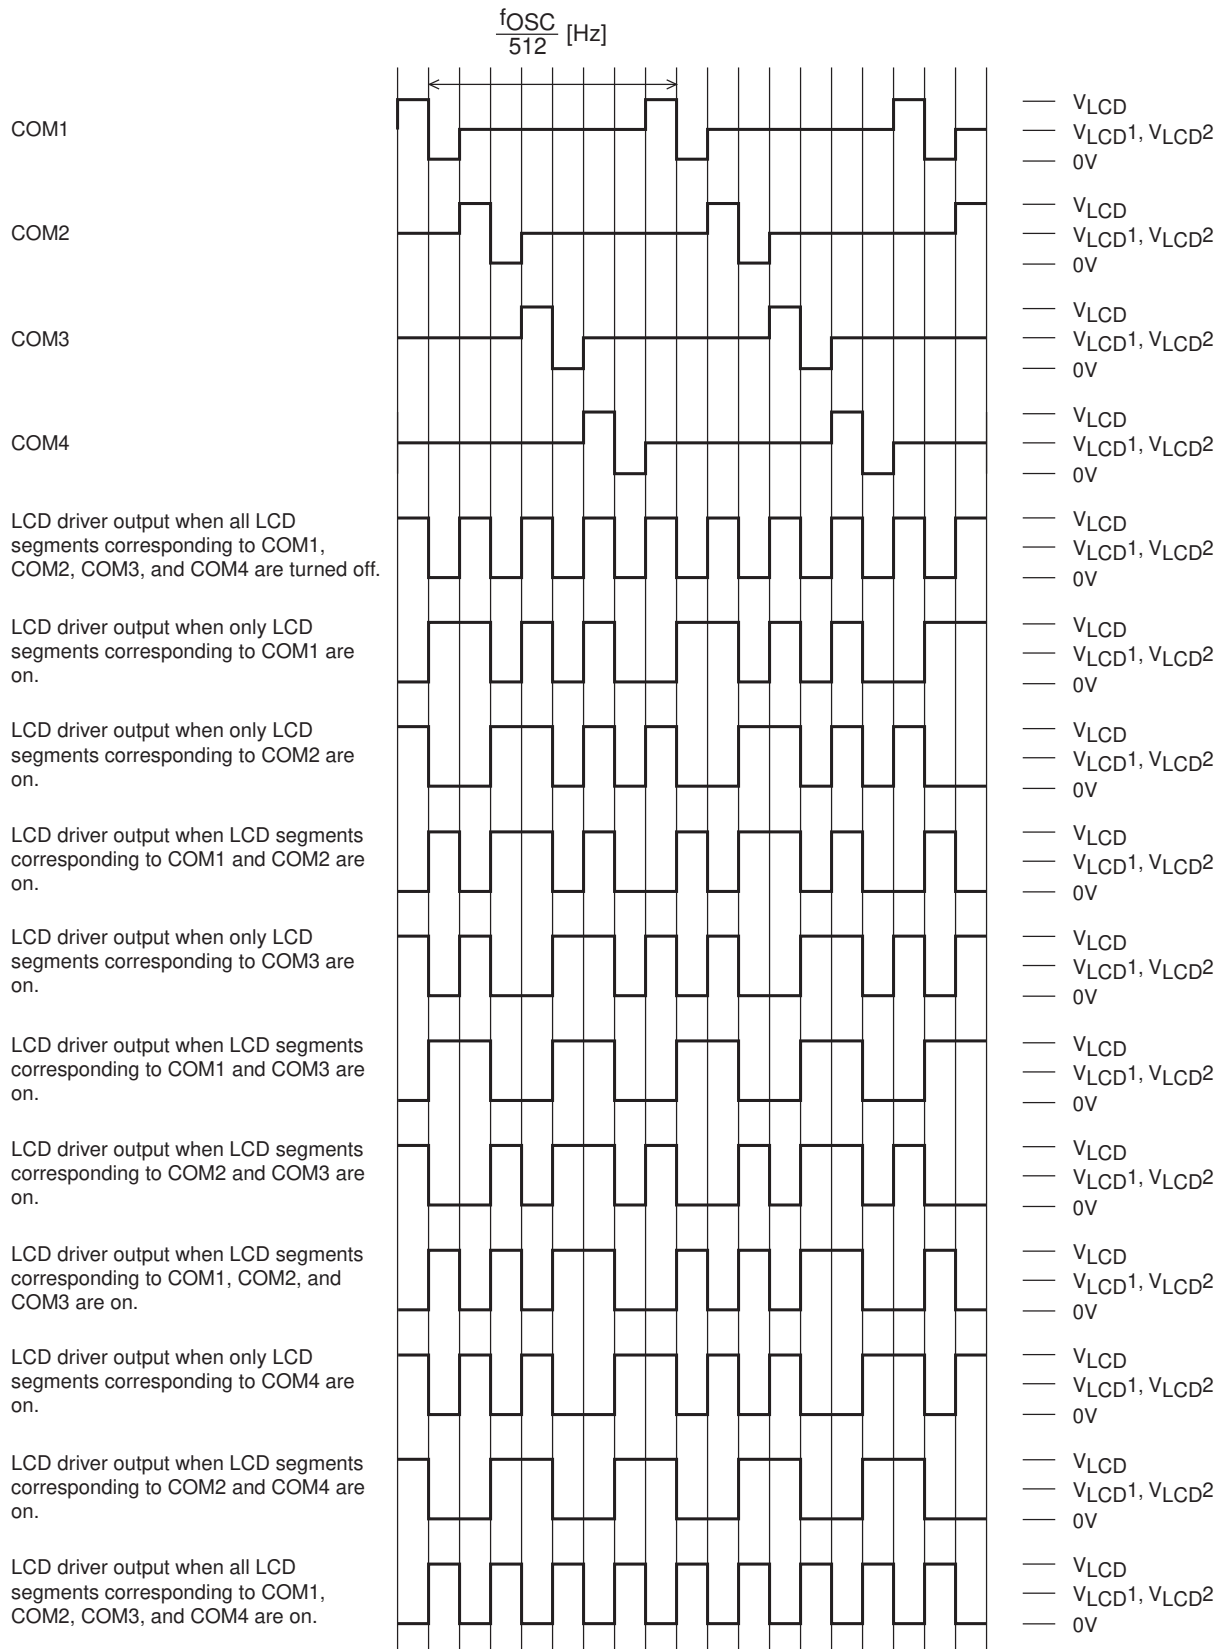 fOSC
512 [Hz]
COM1
VLCD
VLCD1, VLCD2
0V
COM2
VLCD
VLCD1, VLCD2
0V
COM3
VLCD
VLCD1, VLCD2
0V
COM4
VLCD
VLCD1, VLCD2
0V
LCD driver output when all LCD
segments corresponding to COM1,
COM2, COM3, and COM4 are turned off.
VLCD
VLCD1, VLCD2
0V
LCD driver output when only LCD
segments corresponding to COM1 are
on.
VLCD
VLCD1, VLCD2
0V
LCD driver output when only LCD
segments corresponding to COM2 are
on.
VLCD
VLCD1, VLCD2
0V
LCD driver output when LCD segments
corresponding to COM1 and COM2 are
on.
VLCD
VLCD1, VLCD2
0V
LCD driver output when only LCD
segments corresponding to COM3 are
on.
VLCD
VLCD1, VLCD2
0V
LCD driver output when LCD segments
corresponding to COM1 and COM3 are
on.
VLCD
VLCD1, VLCD2
0V
LCD driver output when LCD segments
corresponding to COM2 and COM3 are
on.
VLCD
VLCD1, VLCD2
0V
LCD driver output when LCD segments
corresponding to COM1, COM2, and
COM3 are on.
VLCD
VLCD1, VLCD2
0V
LCD driver output when only LCD
segments corresponding to COM4 are
on.
VLCD
VLCD1, VLCD2
0V
LCD driver output when LCD segments
corresponding to COM2 and COM4 are
on.
VLCD
VLCD1, VLCD2
0V
LCD driver output when all LCD
segments corresponding to COM1,
COM2, COM3, and COM4 are on.
VLCD
VLCD1, VLCD2
0V